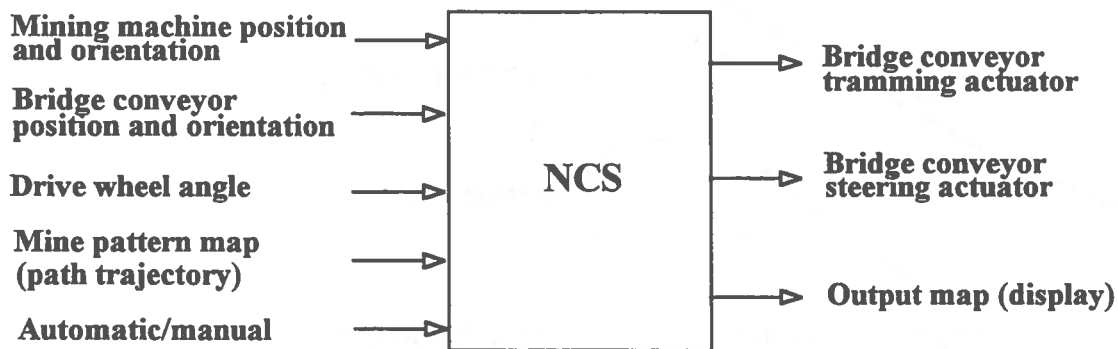 Mining machine position
and orientation
Bridge conveyor
position and orientation
Drive wheel angle
Mine pattern map
(path trajectory)
Automatic/manual
NCS
Bridge conveyor
tramming actuator
Bridge conveyor
steering actuator
Output map (display)